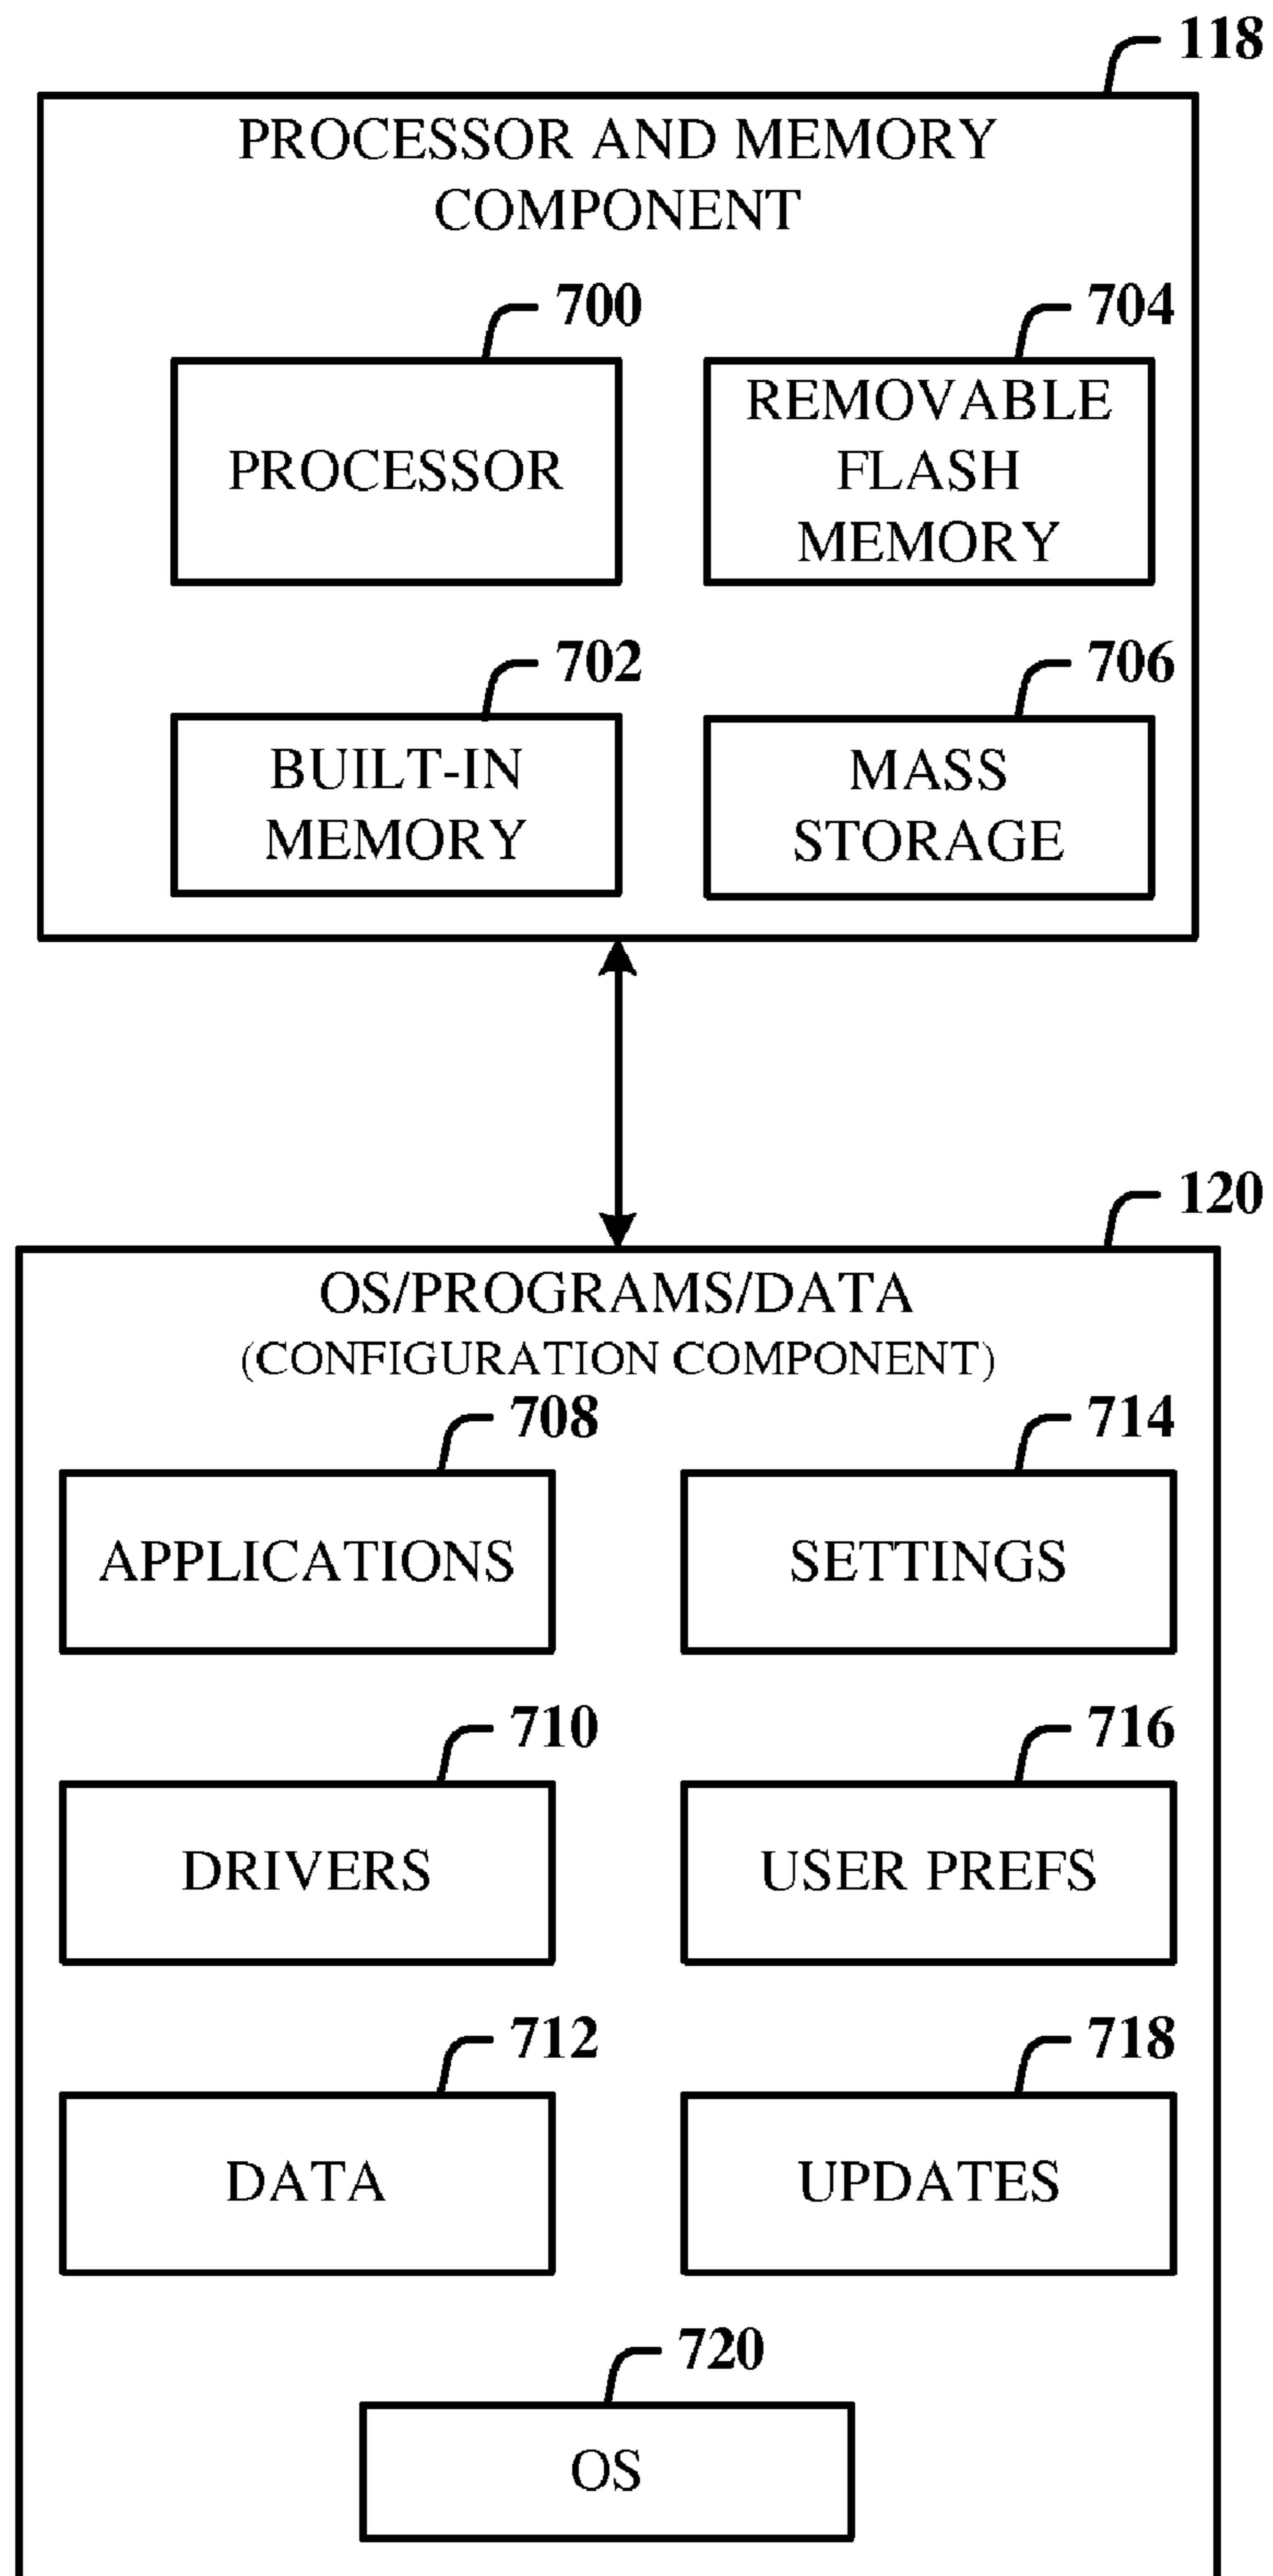 118
PROCESSOR AND MEMORY
COMPONENT
700
PROCESSOR
704
REMOVABLE
FLASH
MEMORY
702
BUILT-IN
MEMORY
706
MASS
STORAGE
120
OS/PROGRAMS/DATA
(CONFIGURATION COMPONENT)
708
APPLICATIONS
714
SETTINGS
710
DRIVERS
716
USER PREFS
712
DATA
718
UPDATES
720
OS